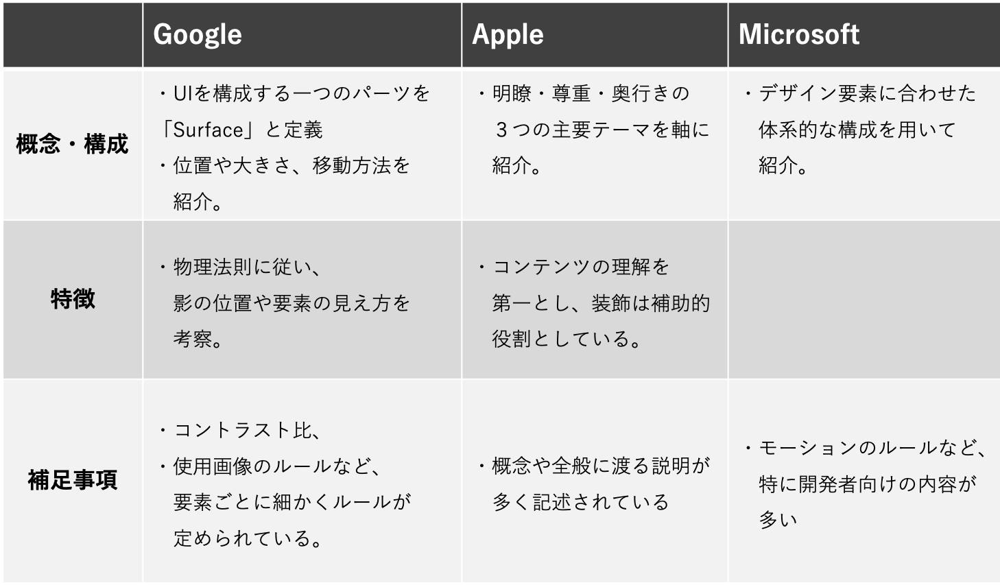 Google
Apple
Microsoft
概念・構成
・UIを構成する一つのパーツを
「Surface」と定義
・位置や大きさ、移動方法を
紹介。
・明瞭・尊重・奥行きの
３つの主要テーマを軸に
紹介。
・デザイン要素に合わせた
体系的な構成を用いて
紹介。
特徴
・物理法則に従い、
影の位置や要素の見え方を
考察。
・コンテンツの理解を
第一とし、装飾は補助的
役割としている。
補足事項
・コントラスト比、
・使用画像のルールなど、
要素ごとに細かくルールが
定められている。
・概念や全般に渡る説明が
多く記述されている
・モーションのルールなど、
特に開発者向けの内容が
多い